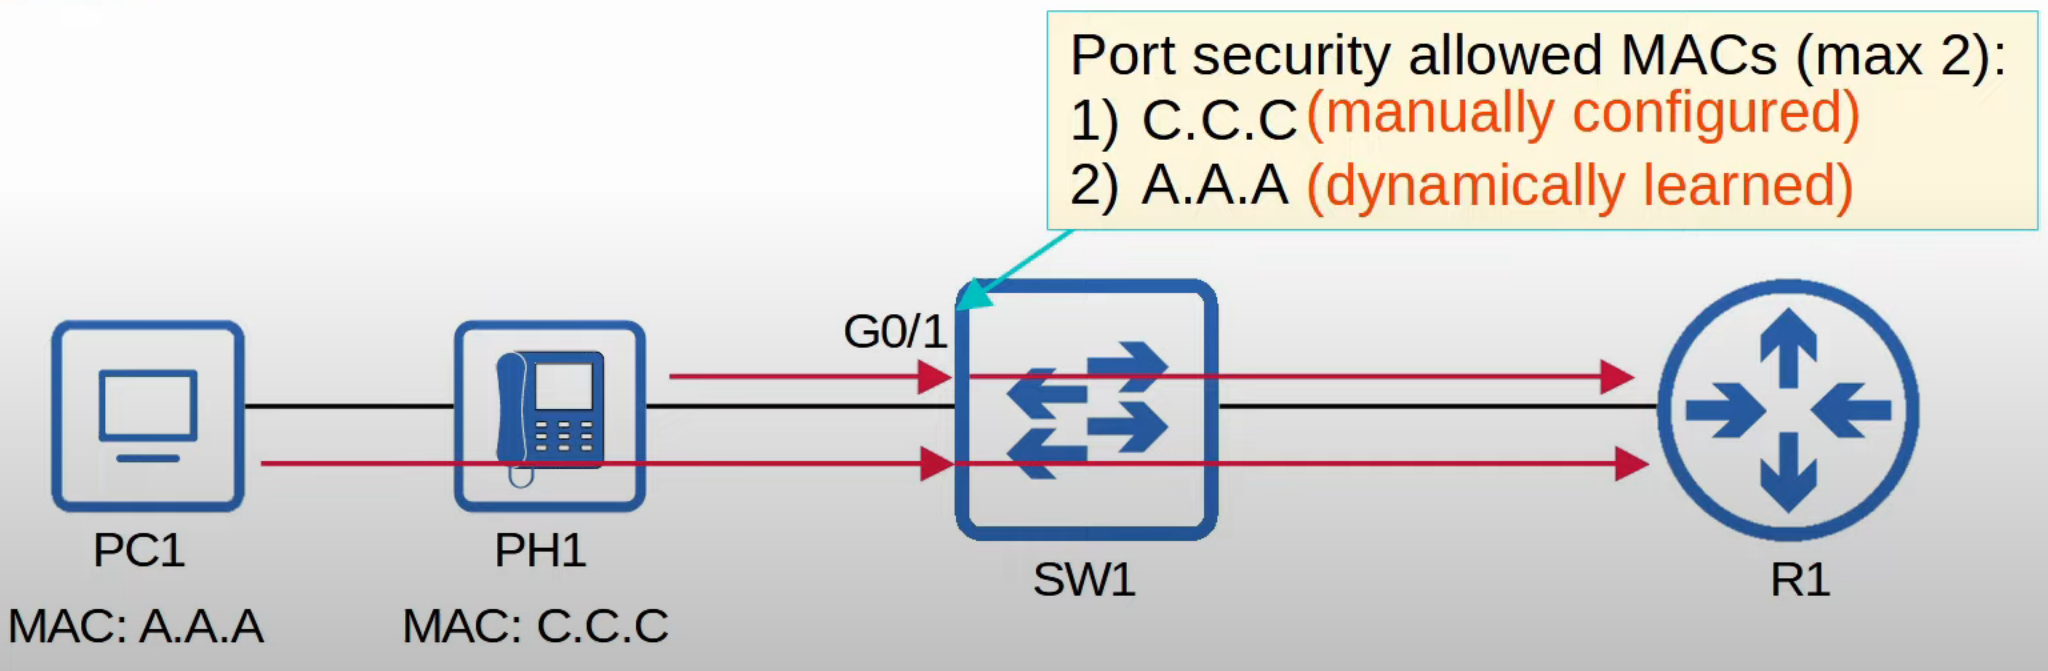 Port security allowed MACs (max 2):
1) C.C.C (manually configured)
2) A.A.A (dynamically learned)
G0/1
PC1
PH1
SW1
R1
MAC: A.A.A
MAC: C.C.C